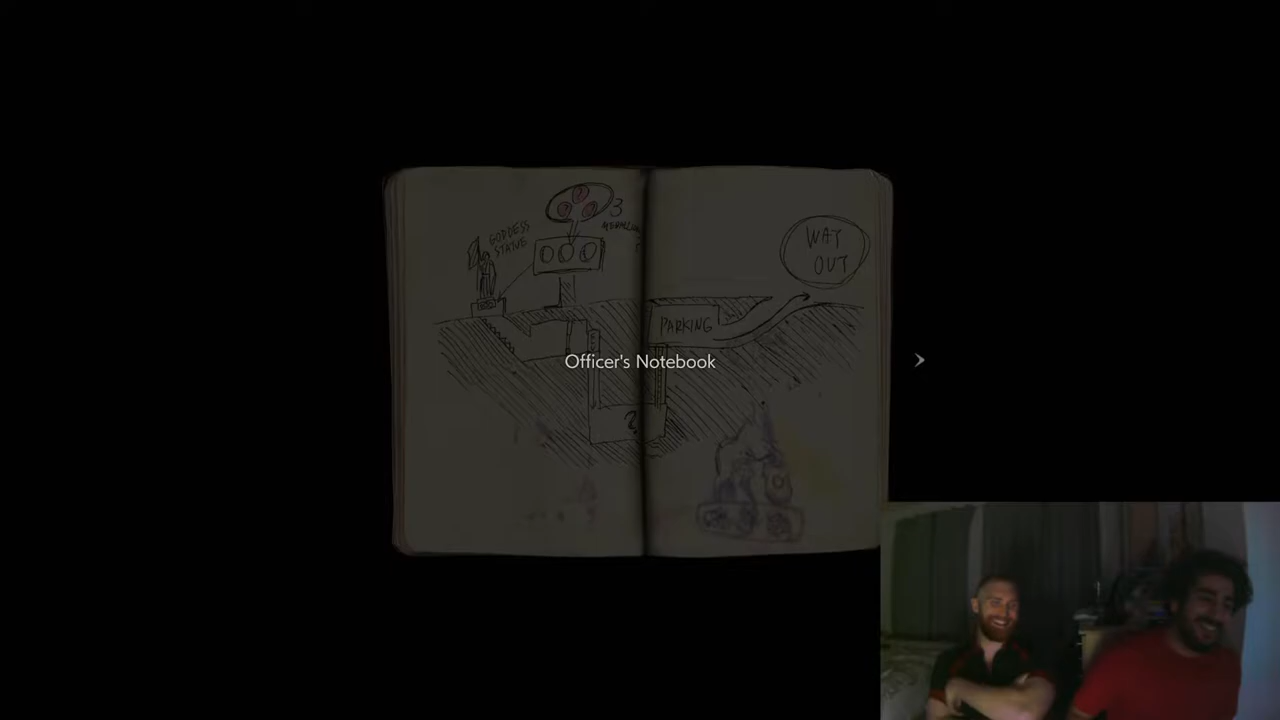 3
GODDESS
STATUE
WAY
OUT
PARKING
Officer's Notebook
?